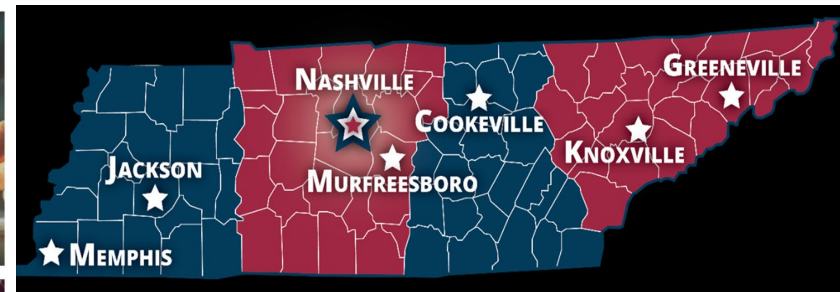 NASHVILLE
GREENEVILLE
COOKEVILLE
JACKSON
KNOXVILLE
MURFREESBORO
MEMPHIS